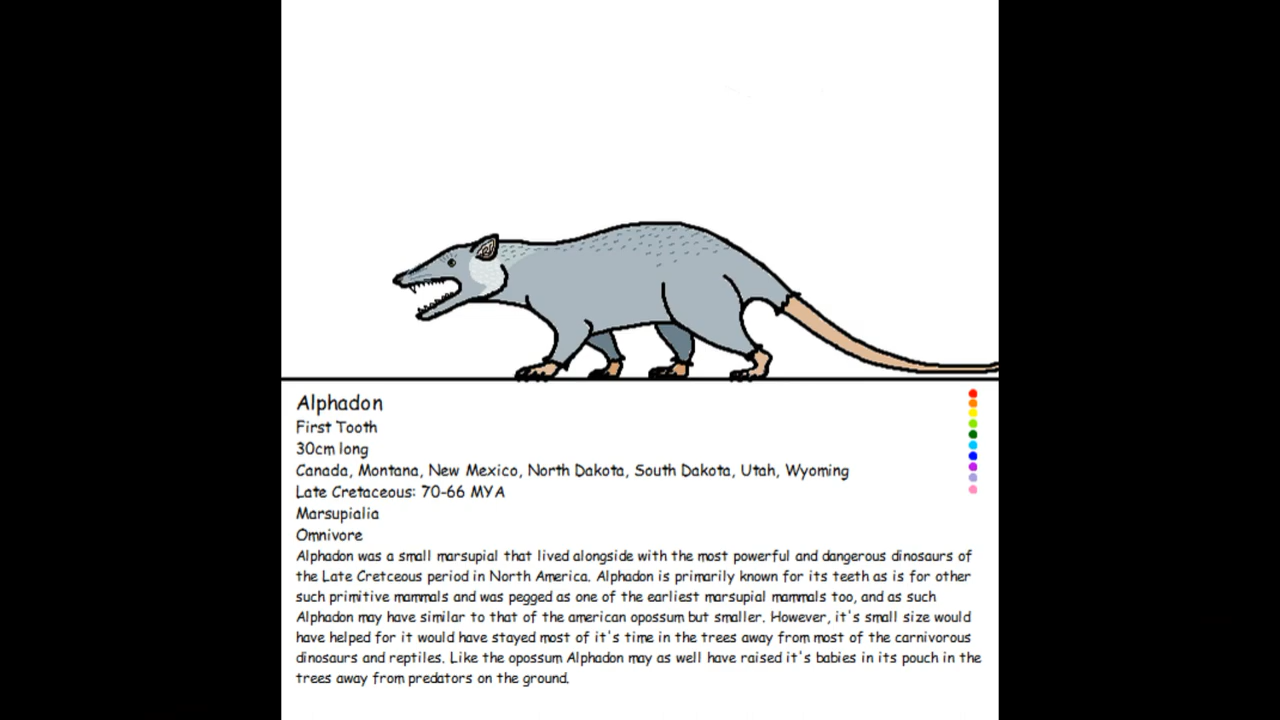 Alphadon
First Tooth
30cm long
Canada, Montana, New Mexico, North Dakota, South Dakota, Utah, Wyoming
Late Cretaceous: 70-66 MYA
Marsupialia
Omnivore
Alphadon was a small marsupial that lived alongside with the most powerful and dangerous dinosaurs of
the Late Cretceous period in North America. Alphadon is primarily known for its teeth as is for other
such primitive mammals and was pegged as one of the earliest marsupial mammals too, and as such
Alphadon may have similar to that of the american opossum but smaller. However, it's small size would
have helped for it would have stayed most of it's time in the trees away from most of the carnivorous
dinosaurs and reptiles. Like the opossum Alphadon may as well have raised it's babies in its pouch in the
trees away from predators on the ground.